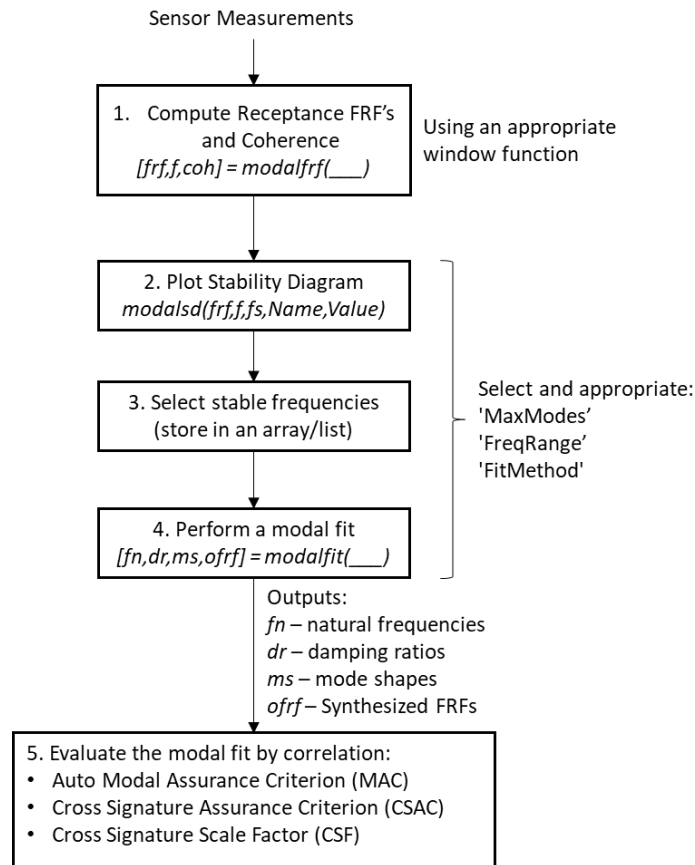 Sensor Measurements
1. Compute Receptance FRF's
and Coherence
[frf,f,coh] = modalfrf(___)
Using an appropriate
window function
2. Plot Stability Diagram
modalsd(frf,f,fs,Name,Value)
3. Select stable frequencies
(store in an array/list)
4. Perform a modal fit
[fn,dr,ms,ofrf] = modalfit(___)
Select and appropriate:
'MaxModes’
'FreqRange’
'FitMethod'
Outputs:
fn – natural frequencies
dr – damping ratios
ms – mode shapes
ofrf – Synthesized FRFs
5. Evaluate the modal fit by correlation:
• Auto Modal Assurance Criterion (MAC)
• Cross Signature Assurance Criterion (CSAC)
• Cross Signature Scale Factor (CSF)